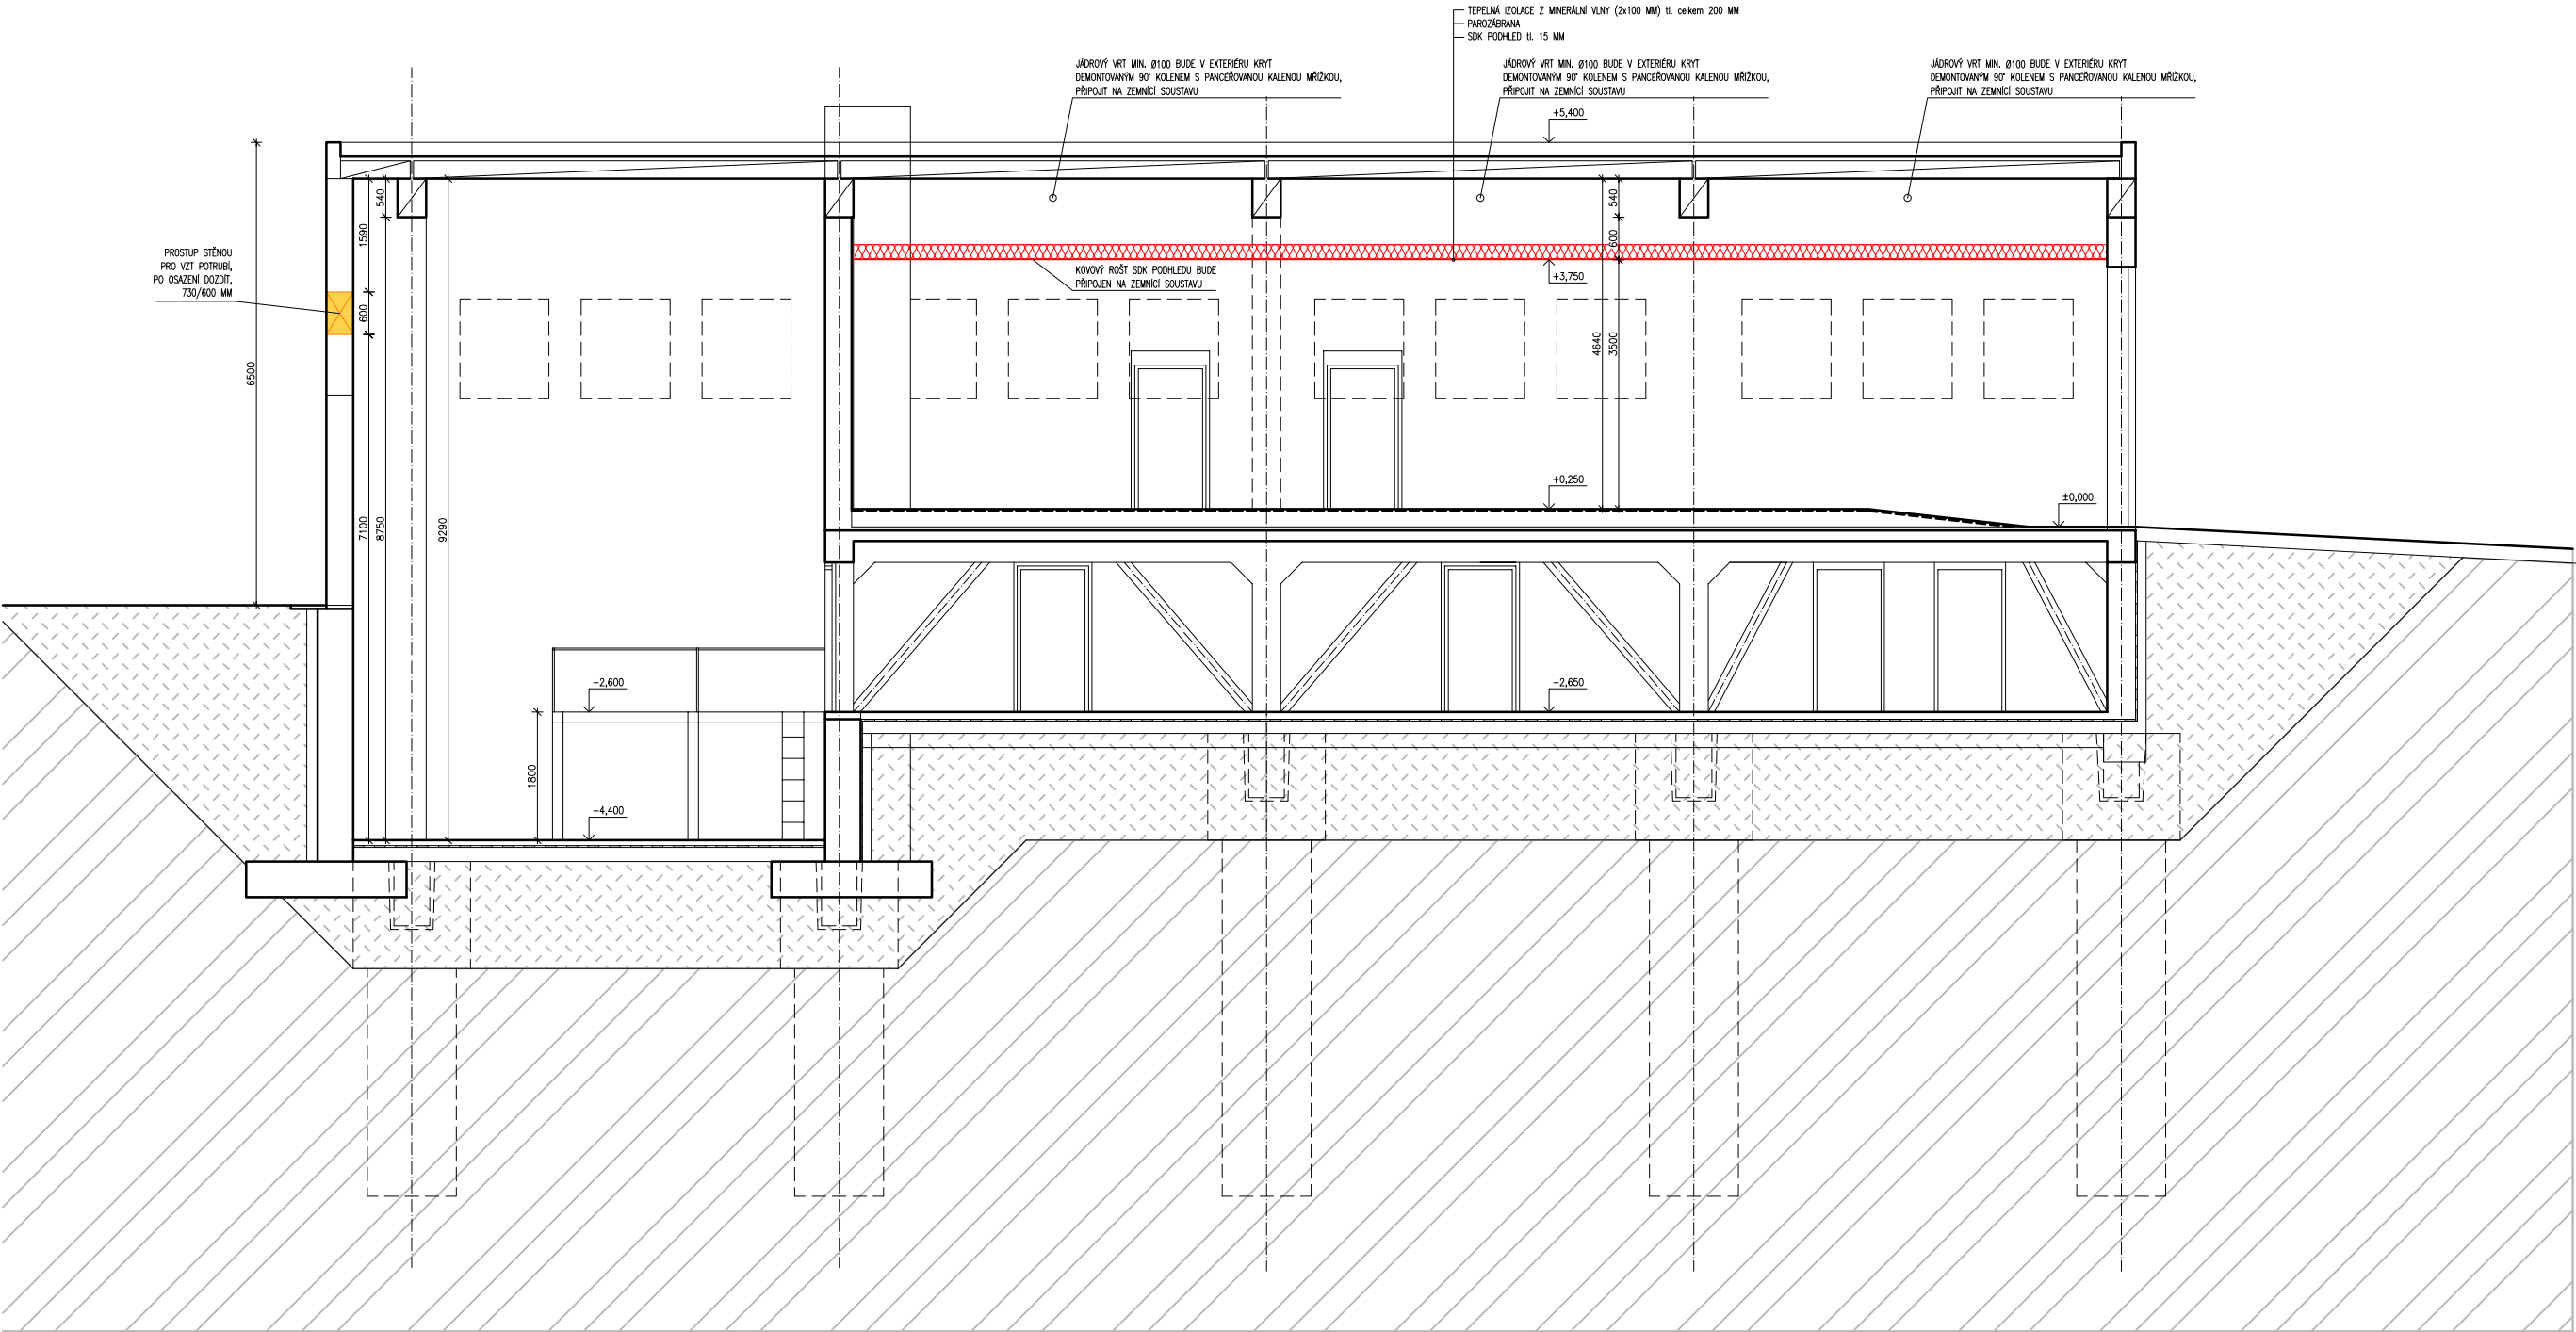 TEPELNÁ IZOLACE Z MINERÁLNÍ VLNY (2x100 MM) tl. celkem 200 MM
PAROZÁBRANA
SDK PODHLED tl. 15 MM
JÁDROVÝ VRT MIN. Ø100 BUDE V EXTERIÉRU KRYT
DEMONTOVANÝM 90° KOLENEM S PANCÉŘOVANOU KALENOU MŘÍŽKOU,
PŘIPOJIT NA ZEMNÍCÍ SOUSTAVU
JÁDROVÝ VRT MIN. Ø100 BUDE V EXTERIÉRU KRYT
DEMONTOVANÝM 90° KOLENEM S PANCÉŘOVANOU KALENOU MŘÍŽKOU,
PŘIPOJIT NA ZEMNÍCÍ SOUSTAVU
JÁDROVÝ VRT MIN. Ø100 BUDE V EXTERIÉRU KRYT
DEMONTOVANÝM 90° KOLENEM S PANCÉŘOVANOU KALENOU MŘÍŽKOU,
PŘIPOJIT NA ZEMNÍCÍ SOUSTAVU
+5,400
540
1590
540
600
PROSTUP STĚNOU
PRO VZT POTRUBÍ,
PO OSAZENÍ DOZDÍT,
730/600 MM
KOVOVÝ ROŠT SDK PODHLEDU BUDE
PŘIPOJEN NA ZEMNÍCÍ SOUSTAVU
+3,750
600
6500
4640
3500
+0,250
±0,000
7100
8750
9290
-2,600
-2,650
1800
-4,400